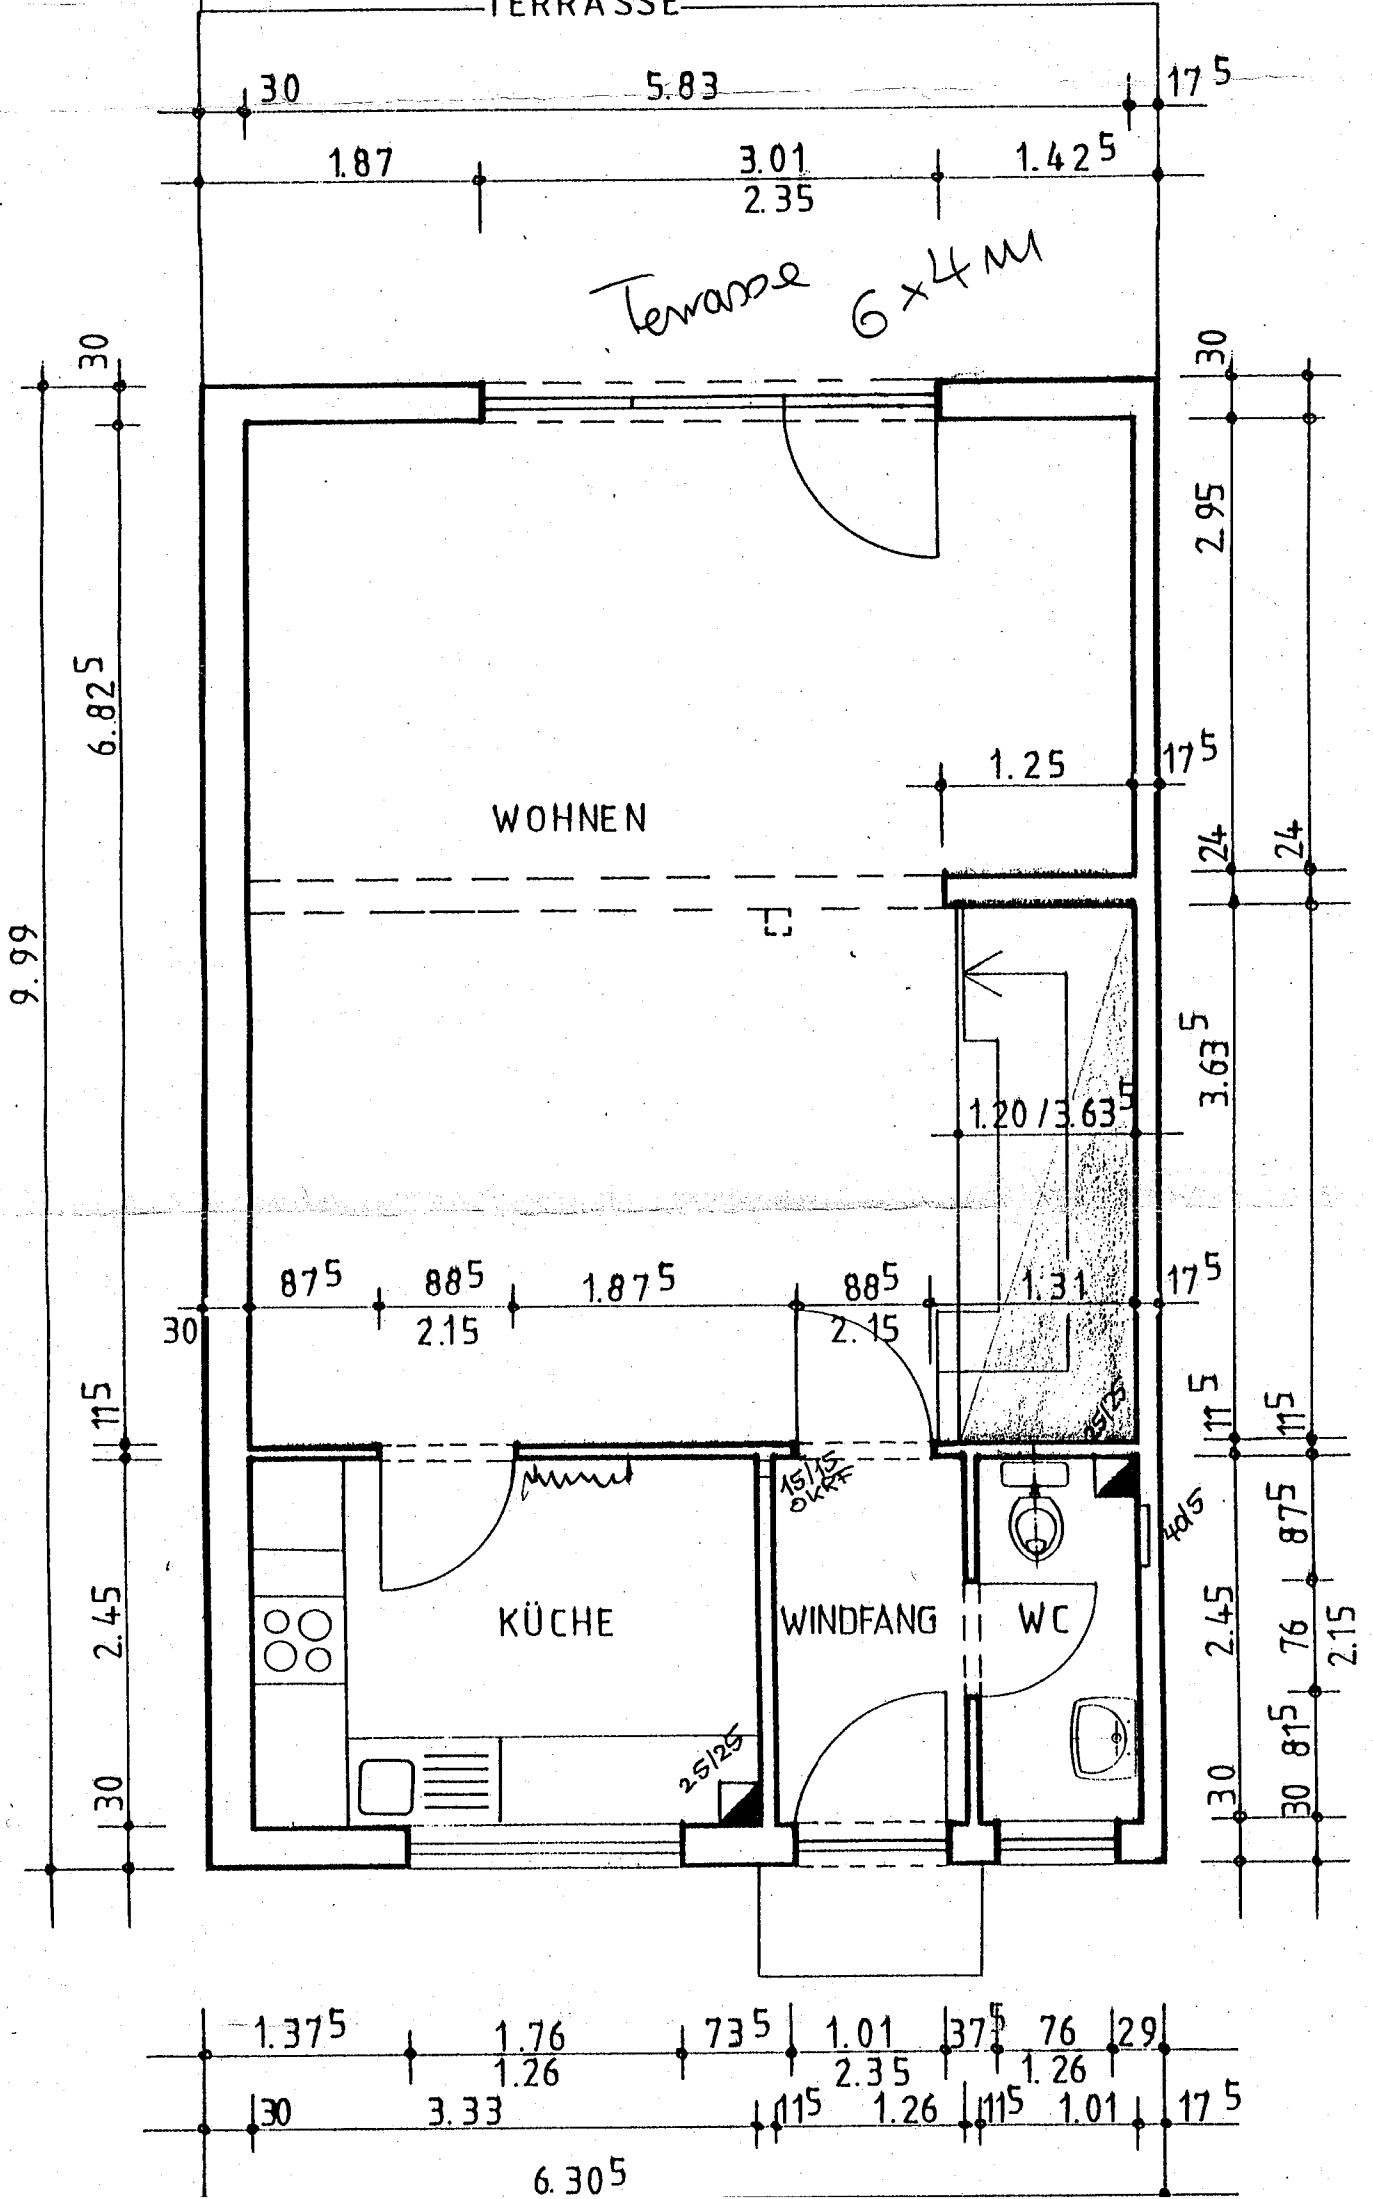 TERRASSE
30 5.83 17⁵
1.87 3.01 1.42⁵
2.35
Terrasse 6 x 4 M
30
30
2.95
6.82⁵
1.25 17⁵
WOHNEN
24 24
9.99
3.63⁵
1.20 / 3.63⁵
87⁵ 88⁵ 1.87⁵ 88⁵ 1.31 17⁵
30 2.15 2.15
11⁵
11⁵ 11⁵
25/25
15/15
OKRF
40/5
87⁵
KÜCHE WINDFANG WC
2.45
2.45 76 2.15
25/25
81⁵
30
30 30
1.37⁵ 1.76 73⁵ 1.01 37⁵ 76 29
1.26 2.35 1.26
30 3.33 11⁵ 1.26 11⁵ 1.01 17⁵
6.30⁵